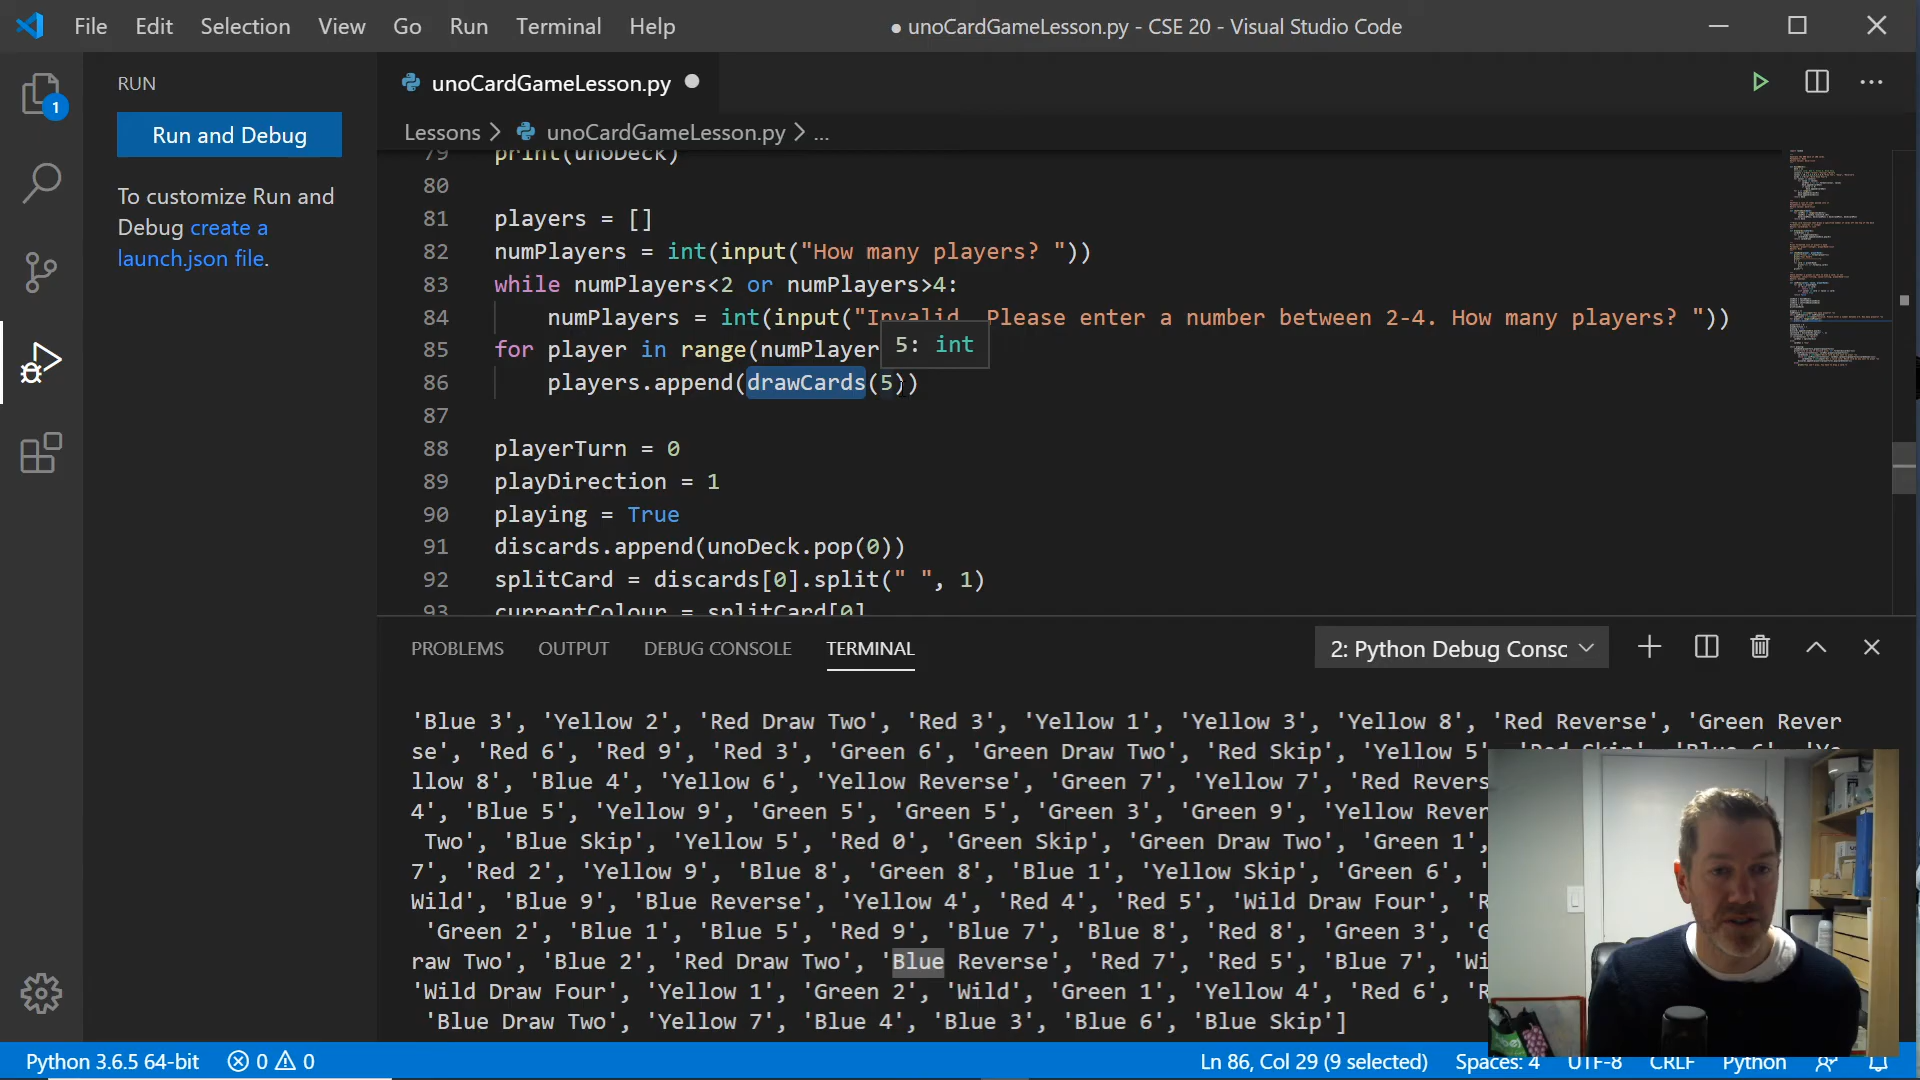 File Edit Selection View Go Run Terminal Help
● unoCardGameLesson.py - CSE 20 - Visual Studio Code
RUN
unoCardGameLesson.py ●
1
Run and Debug
Lessons > unoCardGameLesson.py > ...
To customize Run and
Debug create a
launch.json file.
79 print(unoDeck)
80
81 players = []
82 numPlayers = int(input("How many players? "))
83 while numPlayers<2 or numPlayers>4:
84 numPlayers = int(input("Invalid. Please enter a number between 2-4. How many players? "))
5: int
85 for player in range(numPlayer
86 players.append(drawCards(5))
87
88 playerTurn = 0
89 playDirection = 1
90 playing = True
91 discards.append(unoDeck.pop(0))
92 splitCard = discards[0].split(" ", 1)
93 currentColour = splitCard[0]
PROBLEMS OUTPUT DEBUG CONSOLE TERMINAL
2: Python Debug Consc
'Blue 3', 'Yellow 2', 'Red Draw Two', 'Red 3', 'Yellow 1', 'Yellow 3', 'Yellow 8', 'Red Reverse', 'Green Rever
se', 'Red 6', 'Red 9', 'Red 3', 'Green 6', 'Green Draw Two', 'Red Skip', 'Yellow 5', 'Red Skip', 'Blue 6', 'Ye
llow 8', 'Blue 4', 'Yellow 6', 'Yellow Reverse', 'Green 7', 'Yellow 7', 'Red Revers
4', 'Blue 5', 'Yellow 9', 'Green 5', 'Green 5', 'Green 3', 'Green 9', 'Yellow Rever
Two', 'Blue Skip', 'Yellow 5', 'Red 0', 'Green Skip', 'Green Draw Two', 'Green 1',
7', 'Red 2', 'Yellow 9', 'Blue 8', 'Green 8', 'Blue 1', 'Yellow Skip', 'Green 6', '
Wild', 'Blue 9', 'Blue Reverse', 'Yellow 4', 'Red 4', 'Red 5', 'Wild Draw Four', 'R
'Green 2', 'Blue 1', 'Blue 5', 'Red 9', 'Blue 7', 'Blue 8', 'Red 8', 'Green 3', 'G
raw Two', 'Blue 2', 'Red Draw Two', 'Blue Reverse', 'Red 7', 'Red 5', 'Blue 7', 'Wi
'Wild Draw Four', 'Yellow 1', 'Green 2', 'Wild', 'Green 1', 'Yellow 4', 'Red 6', 'R
'Blue Draw Two', 'Yellow 7', 'Blue 4', 'Blue 3', 'Blue 6', 'Blue Skip']
Python 3.6.5 64-bit 0 0 Ln 86, Col 29 (9 selected) Spaces: 4 UTF-8 CRLF Python